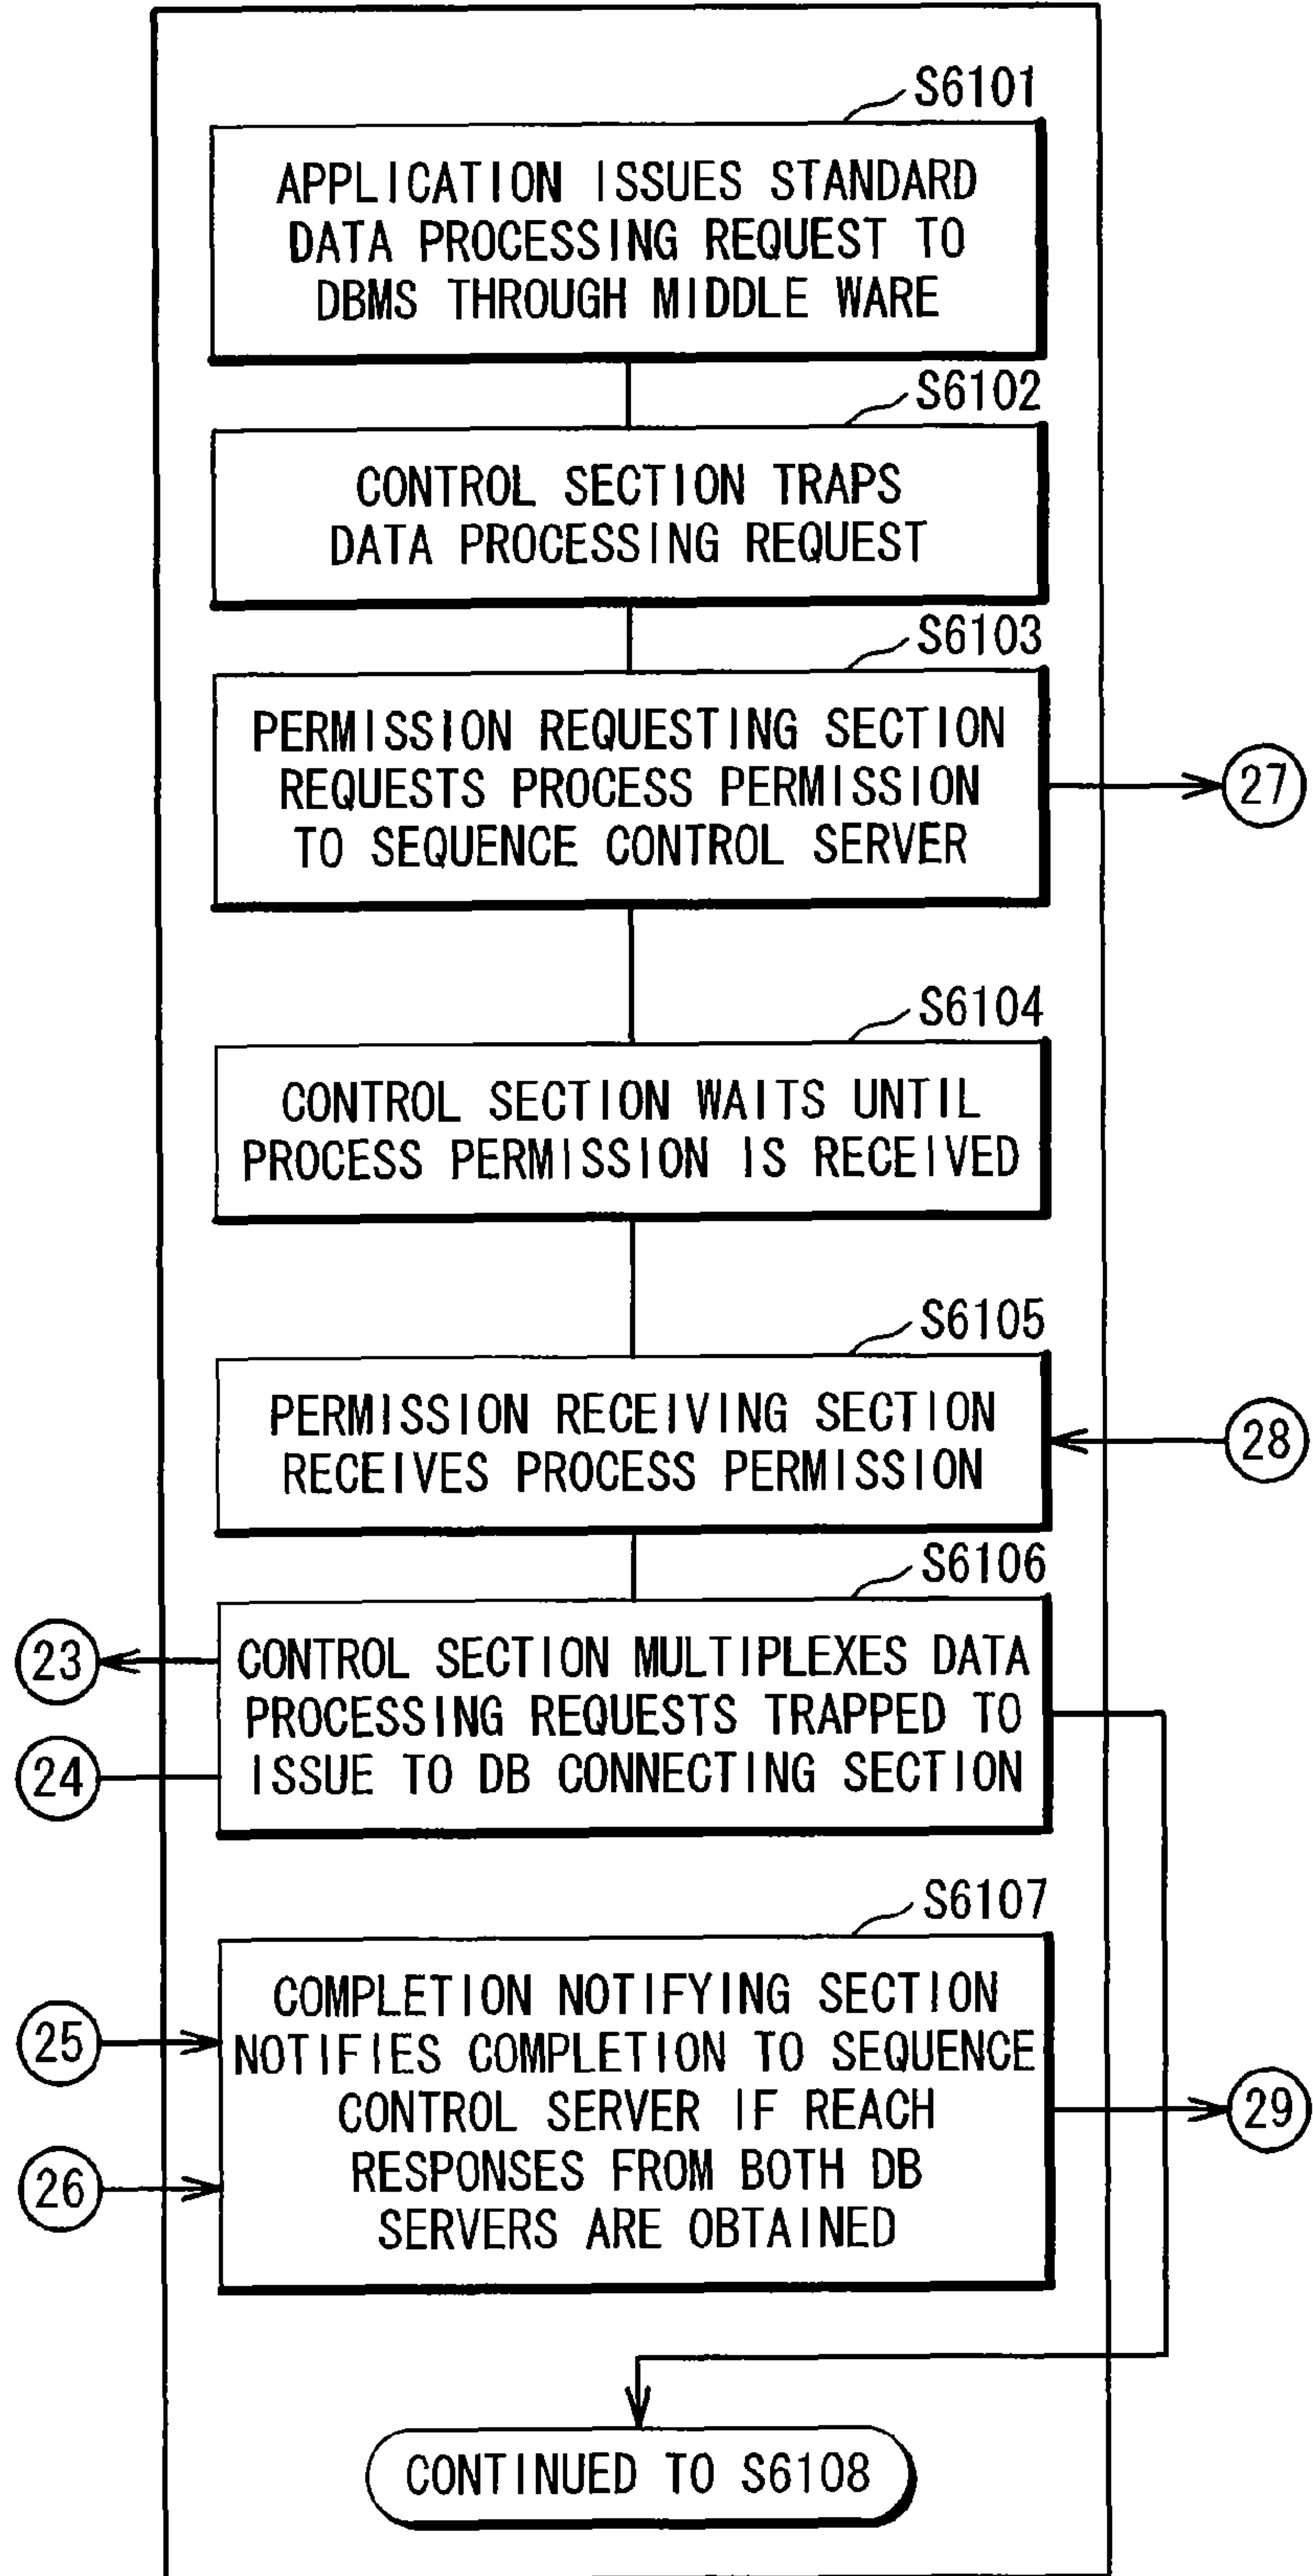 S6101
APPLICATION ISSUES STANDARD
DATA PROCESSING REQUEST TO
DBMS THROUGH MIDDLE WARE
S6102
CONTROL SECTION TRAPS
DATA PROCESSING REQUEST
S6103
PERMISSION REQUESTING SECTION
REQUESTS PROCESS PERMISSION
TO SEQUENCE CONTROL SERVER
27
S6104
CONTROL SECTION WAITS UNTIL
PROCESS PERMISSION IS RECEIVED
S6105
PERMISSION RECEIVING SECTION
RECEIVES PROCESS PERMISSION
28
S6106
23
CONTROL SECTION MULTIPLEXES DATA
PROCESSING REQUESTS TRAPPED TO
ISSUE TO DB CONNECTING SECTION
24
S6107
COMPLETION NOTIFYING SECTION
NOTIFIES COMPLETION TO SEQUENCE
CONTROL SERVER IF REACH
RESPONSES FROM BOTH DB
SERVERS ARE OBTAINED
25
26
29
CONTINUED TO S6108